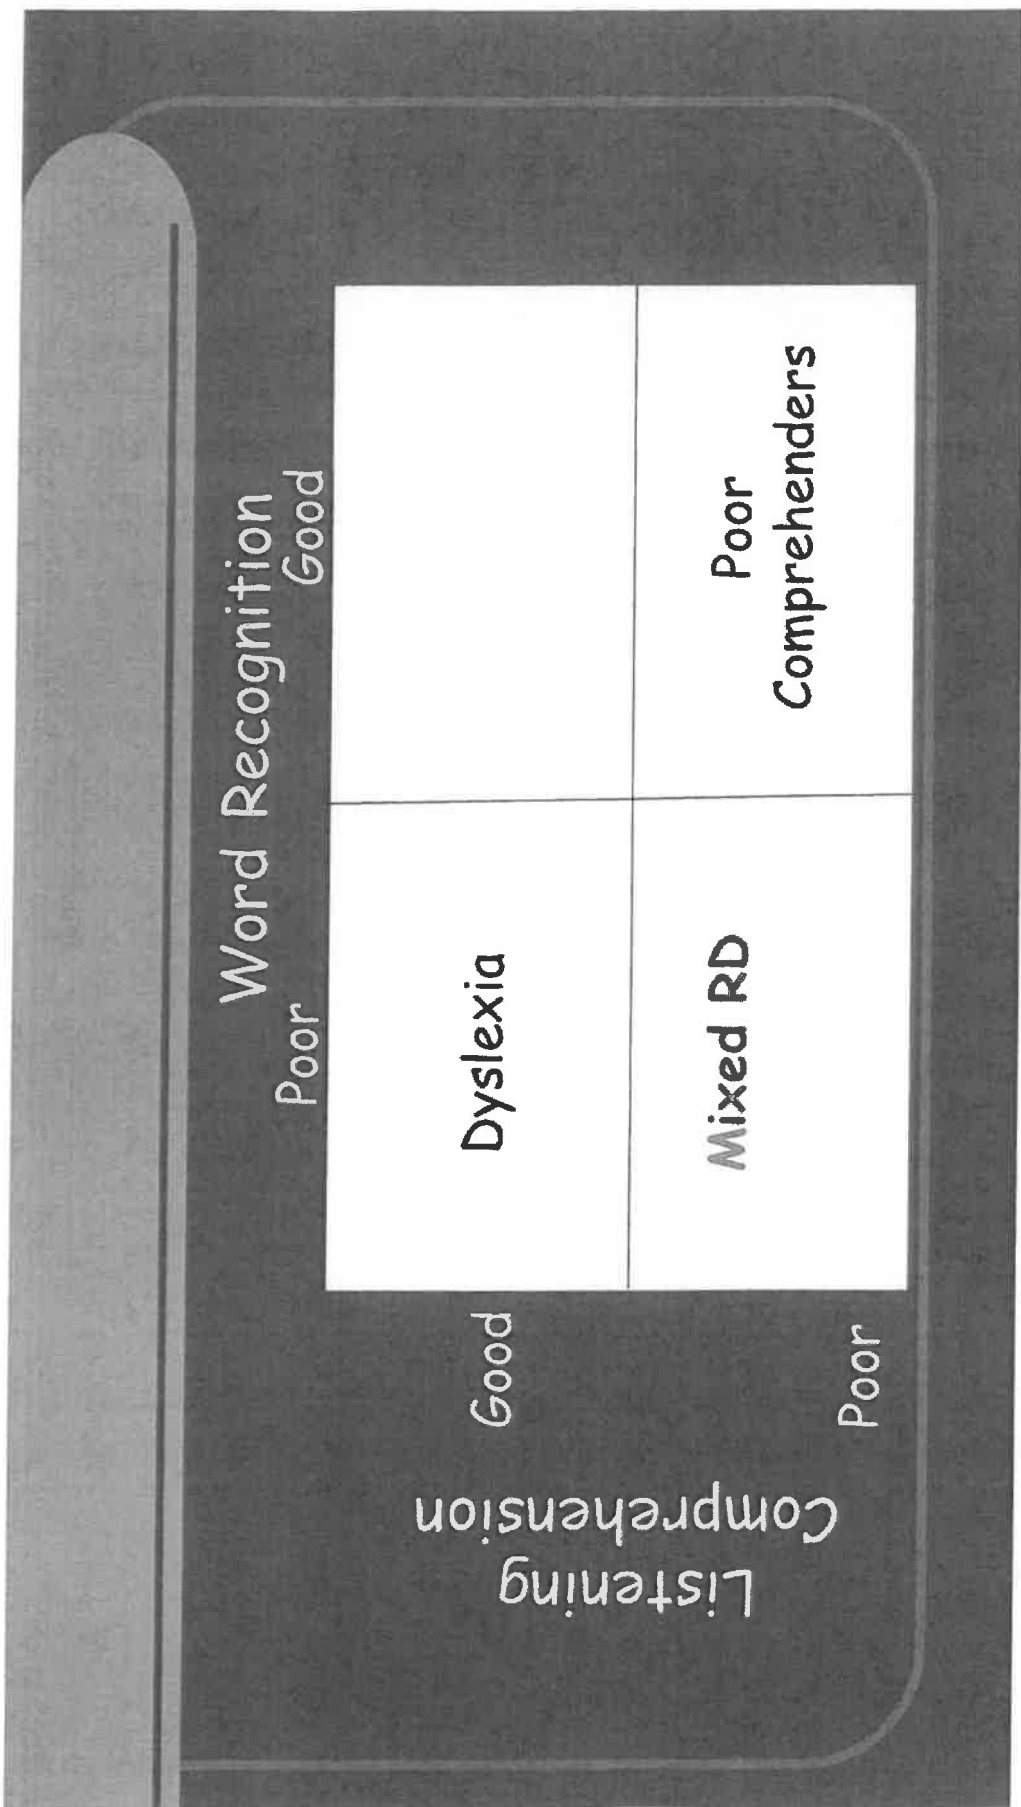 Word Recognition
Poor
Good
Listening
Comprehension
Good
Dyslexia
Poor
Mixed RD
Poor
Comprehenders